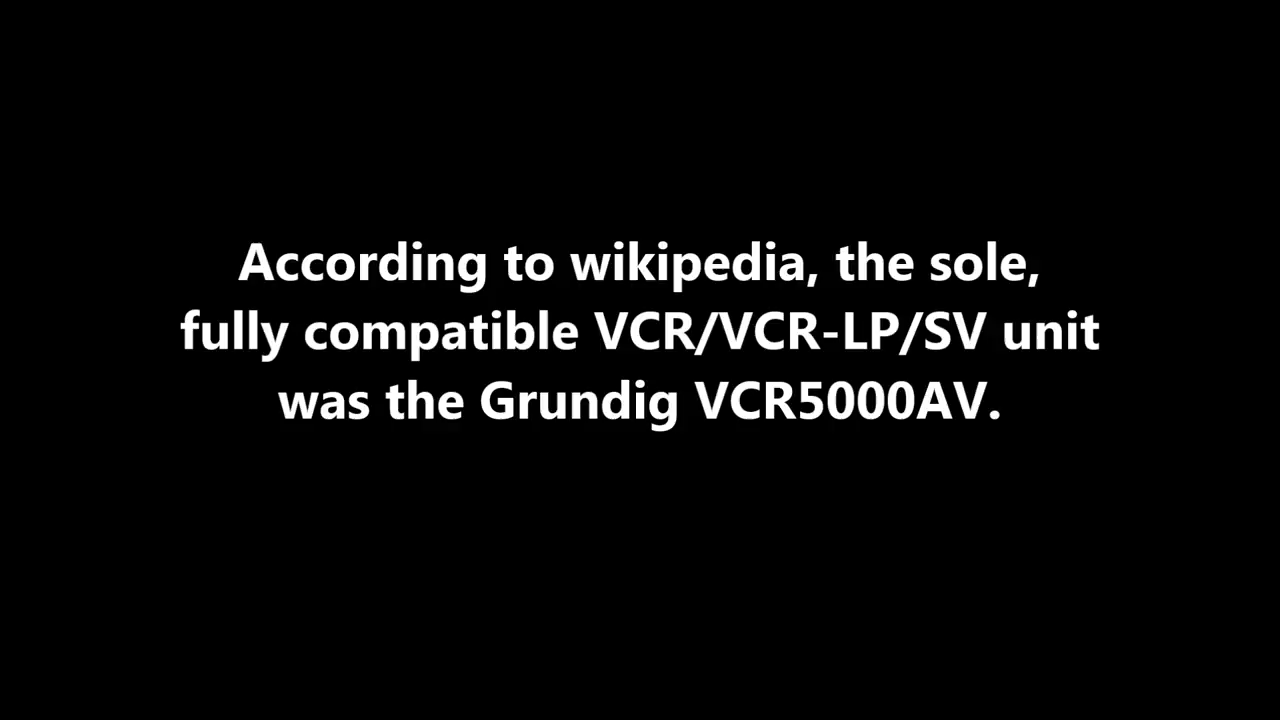 According to wikipedia, the sole,
fully compatible VCR/VCR-LP/SV unit
was the Grundig VCR5000AV.